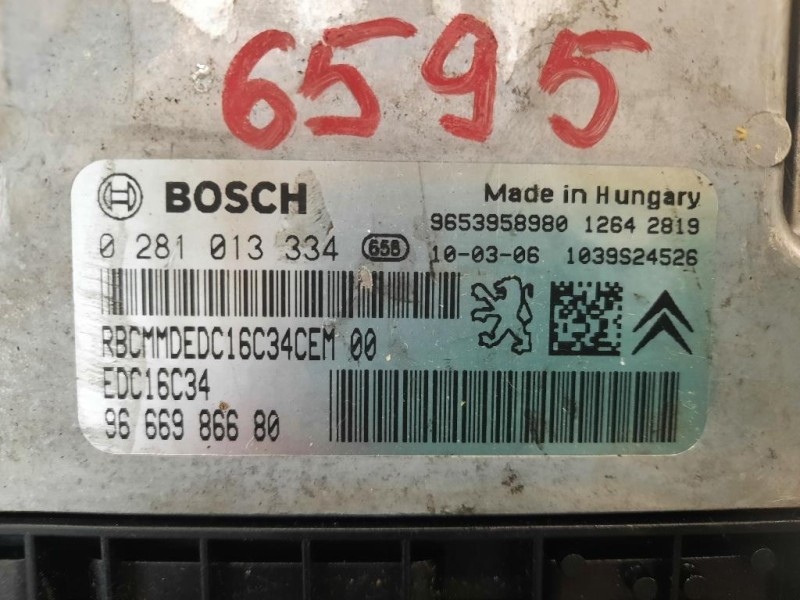 6595
BOSCH
Made in Hungary
9653958980 1264 2819
0 281 013 334 656 10-03-06 1039S24526
RBCMMDEDC16C34CEM 00
EDC16C34
96 669 866 80